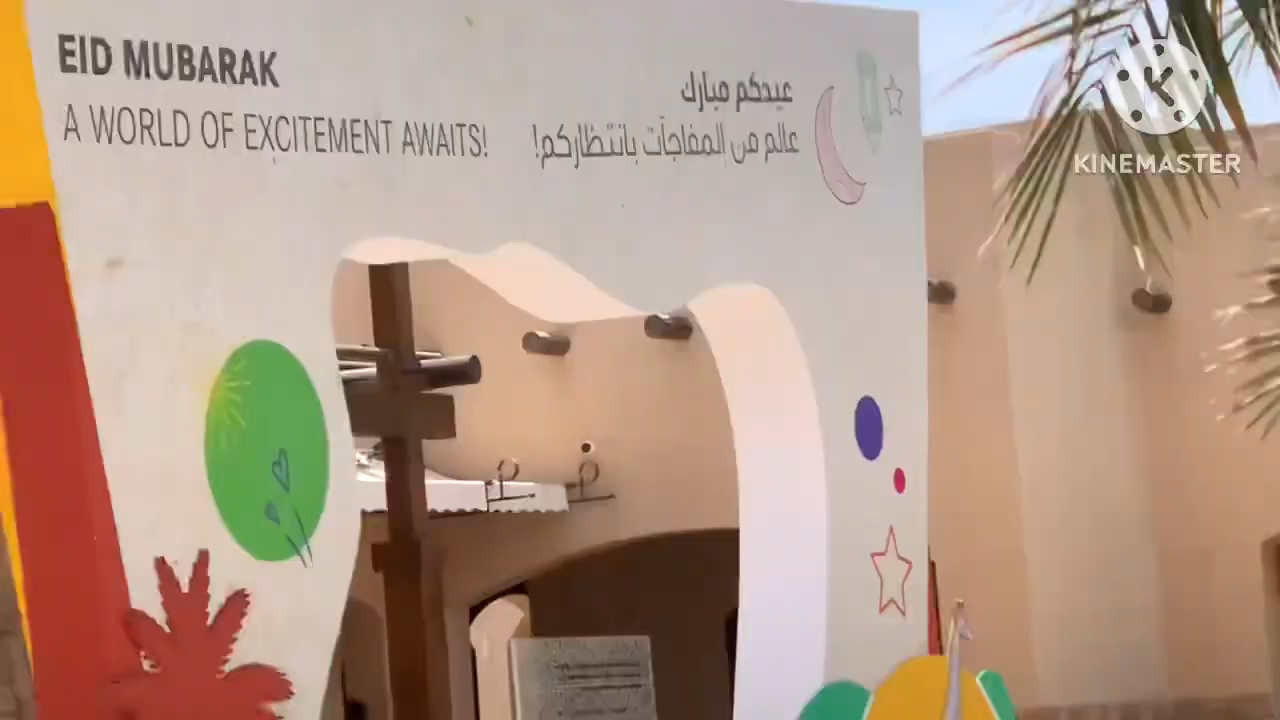 EID MUBARAK
A WORLD OF EXCITEMENT AWAITS!
عيدكم مبارك
عالم من المفاجآت بانتظاركم!
KINEMASTER